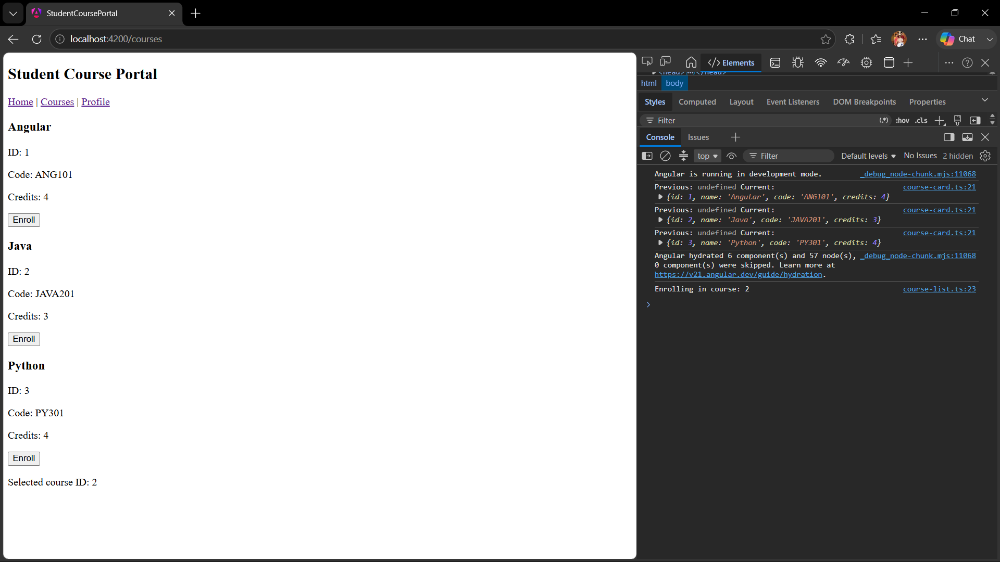 StudentCoursePortal
localhost:4200/courses
Chat
Student Course Portal
Home | Courses | Profile
Angular
ID: 1
Code: ANG101
Credits: 4
Enroll
Java
ID: 2
Code: JAVA201
Credits: 3
Enroll
Python
ID: 3
Code: PY301
Credits: 4
Enroll
Selected course ID: 2
</> Elements
<head> … </head>
html body
Styles Computed Layout Event Listeners DOM Breakpoints Properties
Filter (.*) :hov .cls
Console Issues
top Filter Default levels No Issues 2 hidden
Angular is running in development mode. _debug_node-chunk.mjs:11068
Previous: undefined Current: course-card.ts:21
{id: 1, name: 'Angular', code: 'ANG101', credits: 4}
Previous: undefined Current: course-card.ts:21
{id: 2, name: 'Java', code: 'JAVA201', credits: 3}
Previous: undefined Current: course-card.ts:21
{id: 3, name: 'Python', code: 'PY301', credits: 4}
Angular hydrated 6 component(s) and 57 node(s), _debug_node-chunk.mjs:11068
0 component(s) were skipped. Learn more at
https://v21.angular.dev/guide/hydration.
Enrolling in course: 2 course-list.ts:23